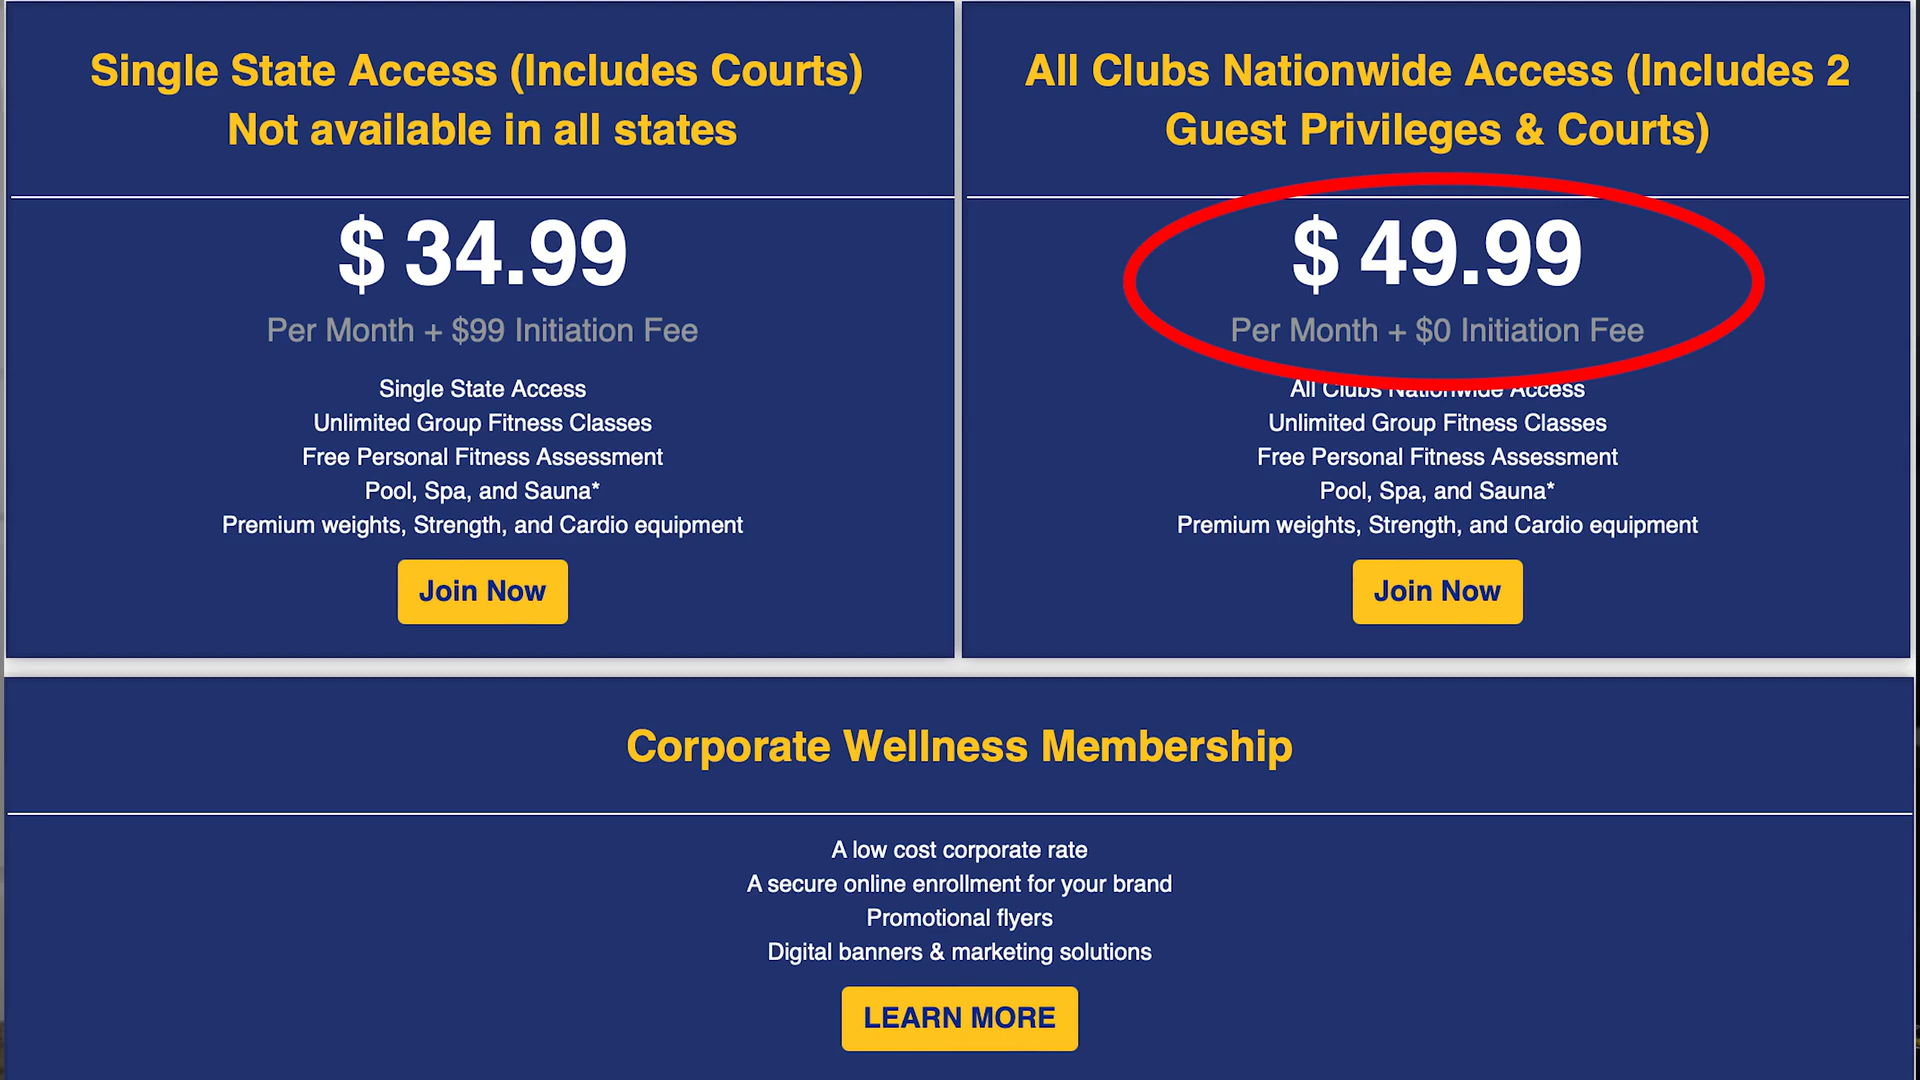 Single State Access (Includes Courts)
Not available in all states
$ 34.99
Per Month + $99 Initiation Fee
Single State Access
Unlimited Group Fitness Classes
Free Personal Fitness Assessment
Pool, Spa, and Sauna*
Premium weights, Strength, and Cardio equipment
Join Now
All Clubs Nationwide Access (Includes 2
Guest Privileges & Courts)
$ 49.99
Per Month + $0 Initiation Fee
All Clubs Nationwide Access
Unlimited Group Fitness Classes
Free Personal Fitness Assessment
Pool, Spa, and Sauna*
Premium weights, Strength, and Cardio equipment
Join Now
Corporate Wellness Membership
A low cost corporate rate
A secure online enrollment for your brand
Promotional flyers
Digital banners & marketing solutions
LEARN MORE